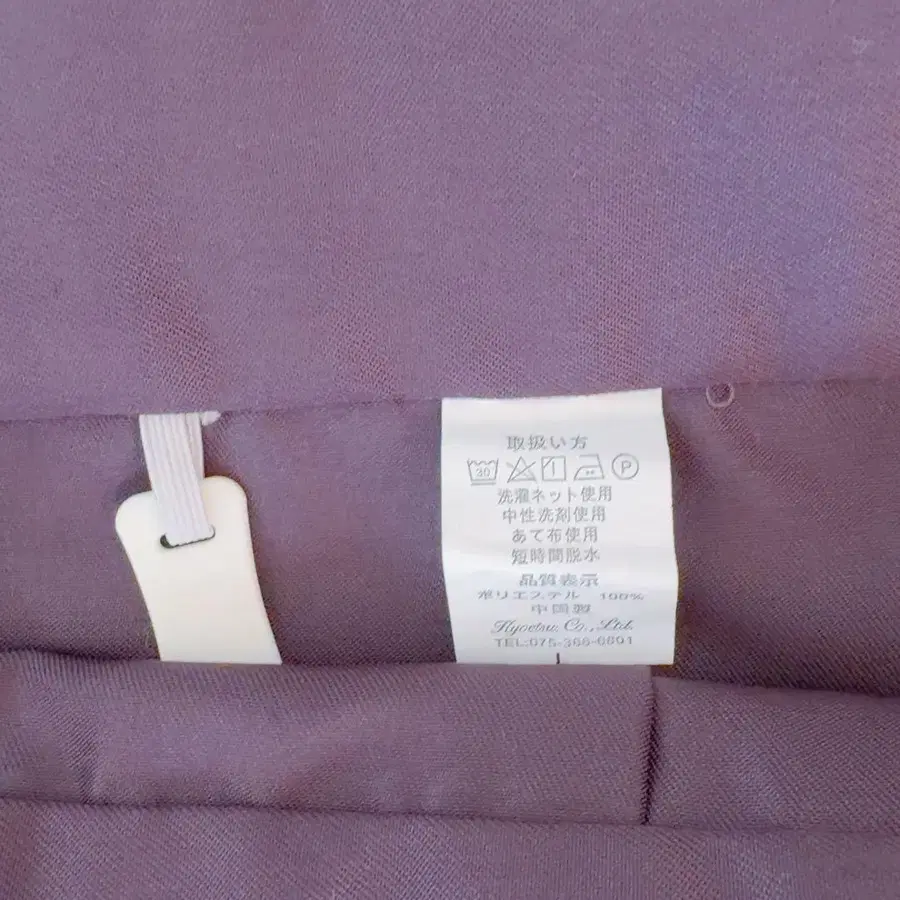 取扱い方
30 P
洗濯ネット使用
中性洗剤使用
あて布使用
短時間脱水
品質表示
ポリエステル 100%
中国製
Kyoetsu. Co., Ltd.
TEL:075-366-0801